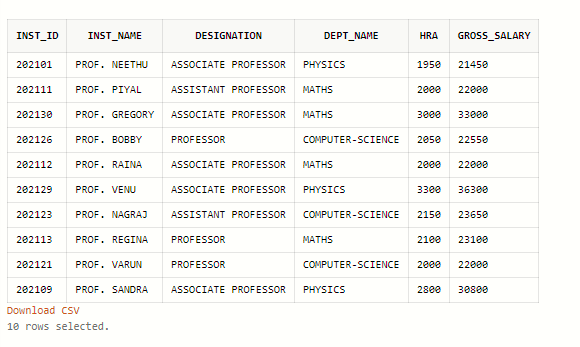 INST_ID INST_NAME DESIGNATION DEPT_NAME HRA GROSS_SALARY
202101 PROF. NEETHU ASSOCIATE PROFESSOR PHYSICS 1950 21450
202111 PROF. PIYAL ASSISTANT PROFESSOR MATHS 2000 22000
202130 PROF. GREGORY ASSOCIATE PROFESSOR MATHS 3000 33000
202126 PROF. BOBBY PROFESSOR COMPUTER-SCIENCE 2050 22550
202112 PROF. RAINA ASSOCIATE PROFESSOR MATHS 2000 22000
202129 PROF. VENU ASSOCIATE PROFESSOR PHYSICS 3300 36300
202123 PROF. NAGRAJ ASSISTANT PROFESSOR COMPUTER-SCIENCE 2150 23650
202113 PROF. REGINA PROFESSOR MATHS 2100 23100
202121 PROF. VARUN PROFESSOR COMPUTER-SCIENCE 2000 22000
202109 PROF. SANDRA ASSOCIATE PROFESSOR PHYSICS 2800 30800
Download CSV
10 rows selected.